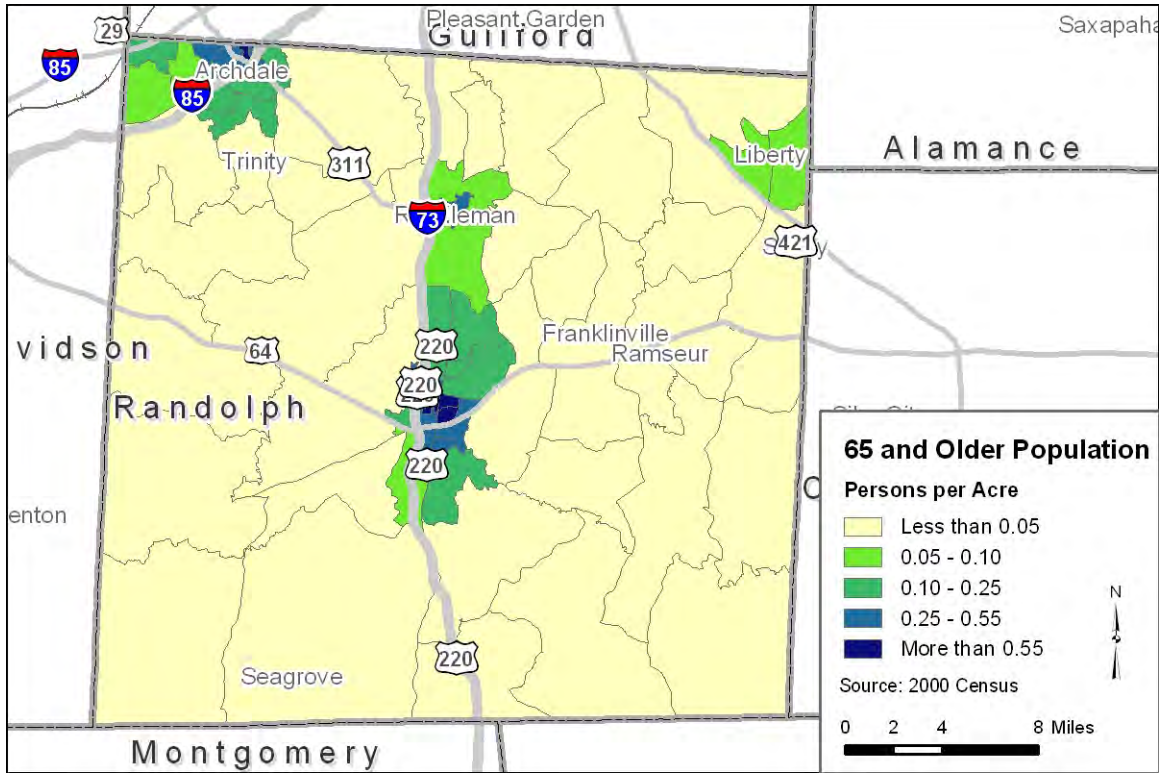 Pleasant Garden
29
Guilford
Saxapaha
85
Archdale
85
Trinity
311
Liberty
Alamance
73
421
Franklinville
Ramseur
220
vidson
64
220
Randolph
220
enton
Seagrove
220
Montgomery
65 and Older Population
Persons per Acre
Less than 0.05
0.05 - 0.10
0.10 - 0.25
0.25 - 0.55
More than 0.55
N
Source: 2000 Census
0 2 4 8 Miles